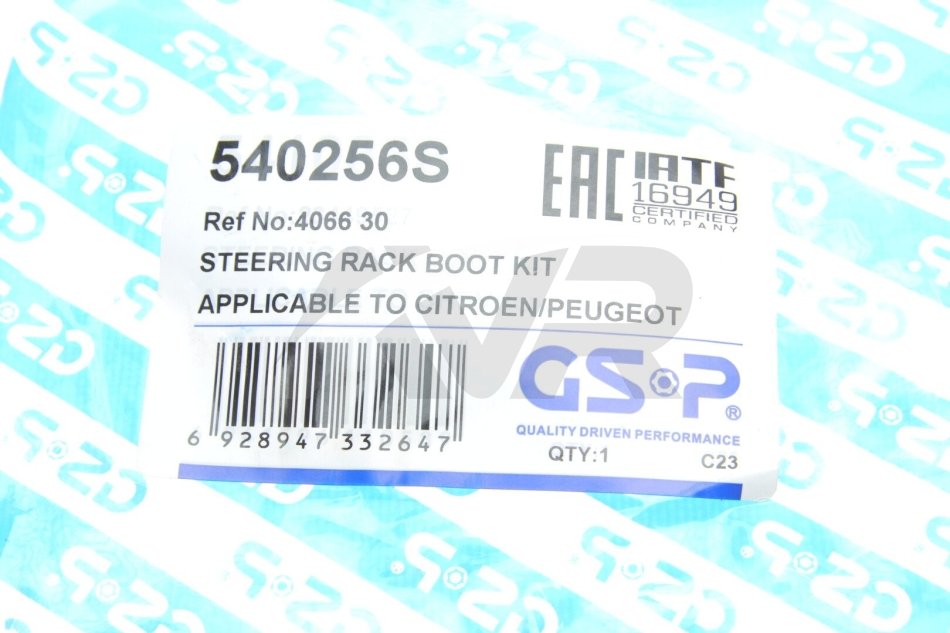 540256S
EAC
IATF
16949
CERTIFIED
COMPANY
Ref No:4066 30
STEERING RACK BOOT KIT
APPLICABLE TO CITROEN/PEUGEOT
6 928947 332647
GSP®
QUALITY DRIVEN PERFORMANCE
QTY:1
C23